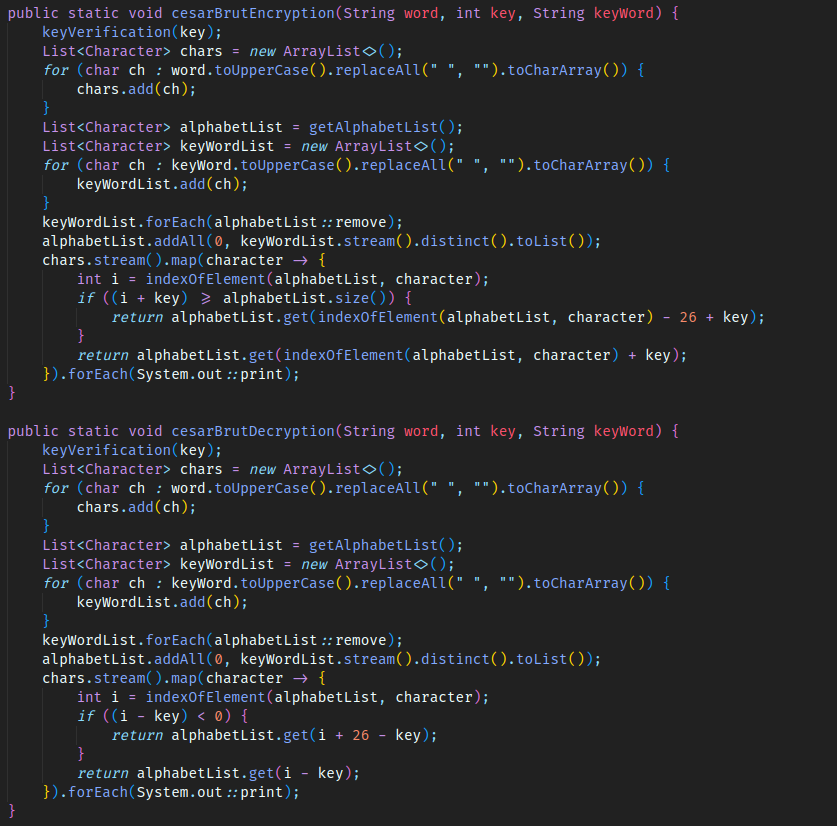 public static void cesarBrutEncryption(String word, int key, String keyWord) {
    keyVerification(key);
    List<Character> chars = new ArrayList<>();
    for (char ch : word.toUpperCase().replaceAll(" ", "").toCharArray()) {
        chars.add(ch);
    }
    List<Character> alphabetList = getAlphabetList();
    List<Character> keyWordList = new ArrayList<>();
    for (char ch : keyWord.toUpperCase().replaceAll(" ", "").toCharArray()) {
        keyWordList.add(ch);
    }
    keyWordList.forEach(alphabetList::remove);
    alphabetList.addAll(0, keyWordList.stream().distinct().toList());
    chars.stream().map(character -> {
        int i = indexOfElement(alphabetList, character);
        if ((i + key) >= alphabetList.size()) {
            return alphabetList.get(indexOfElement(alphabetList, character) - 26 + key);
        }
        return alphabetList.get(indexOfElement(alphabetList, character) + key);
    }).forEach(System.out::print);
}

public static void cesarBrutDecryption(String word, int key, String keyWord) {
    keyVerification(key);
    List<Character> chars = new ArrayList<>();
    for (char ch : word.toUpperCase().replaceAll(" ", "").toCharArray()) {
        chars.add(ch);
    }
    List<Character> alphabetList = getAlphabetList();
    List<Character> keyWordList = new ArrayList<>();
    for (char ch : keyWord.toUpperCase().replaceAll(" ", "").toCharArray()) {
        keyWordList.add(ch);
    }
    keyWordList.forEach(alphabetList::remove);
    alphabetList.addAll(0, keyWordList.stream().distinct().toList());
    chars.stream().map(character -> {
        int i = indexOfElement(alphabetList, character);
        if ((i - key) < 0) {
            return alphabetList.get(i + 26 - key);
        }
        return alphabetList.get(i - key);
    }).forEach(System.out::print);
}